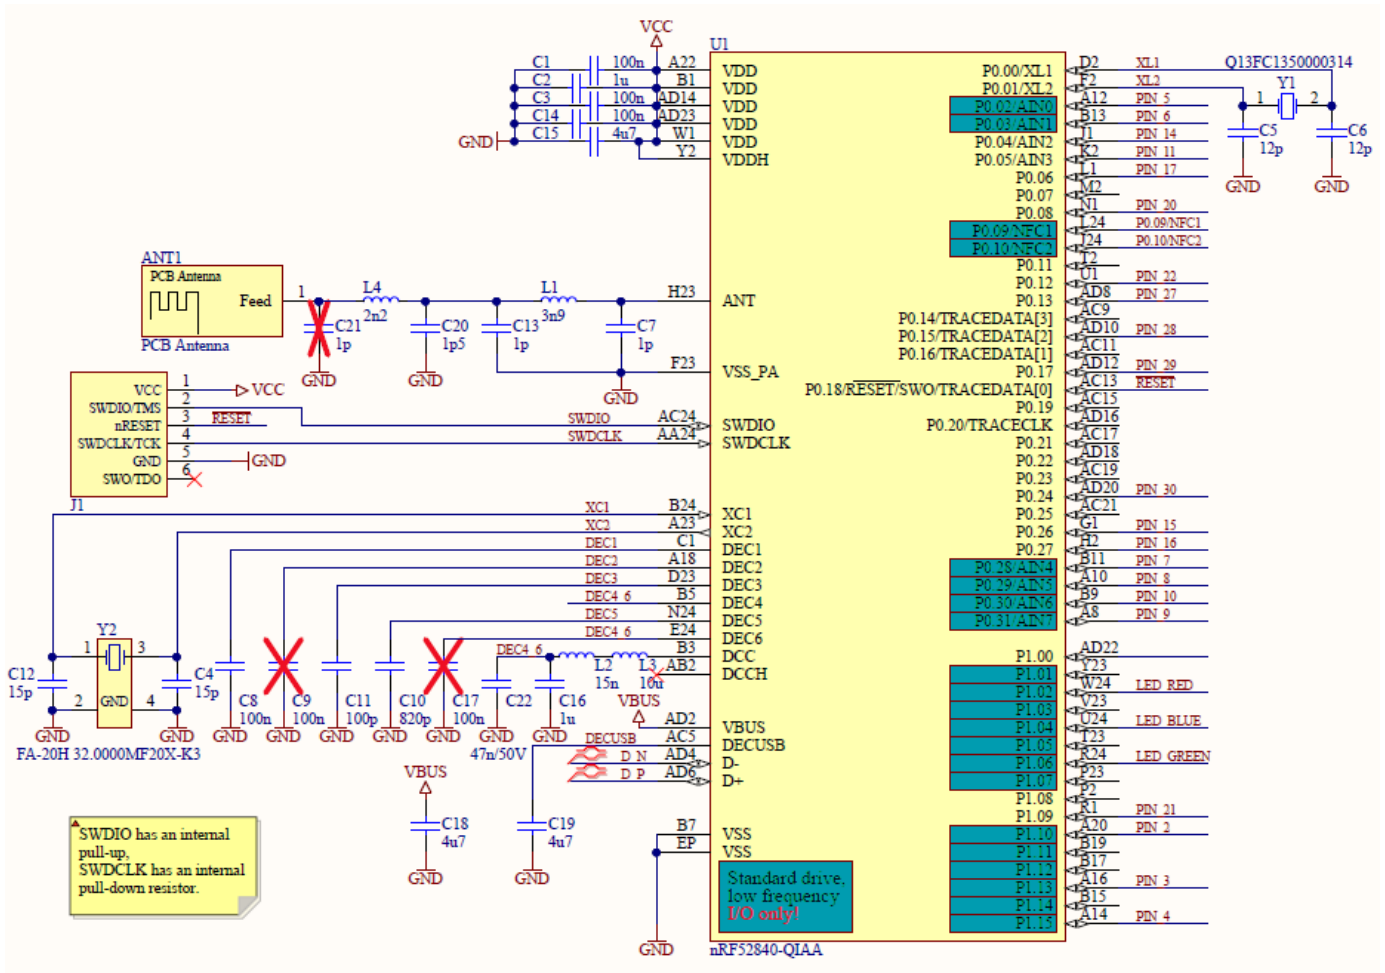 VCC
U1
C1 100n A22 VDD
C2 1u B1 VDD
C3 100n AD14 VDD
C14 100n AD23 VDD
GND C15 4u7 W1 VDD
Y2 VDDH
P0.00/XL1 D2 XL1
P0.01/XL2 F2 XL2
P0.02/AIN0 A12 PIN 5
P0.03/AIN1 B13 PIN 6
P0.04/AIN2 J1 PIN 14
P0.05/AIN3 K2 PIN 11
P0.06 L1 PIN 17
P0.07 M2
P0.08 N1 PIN 20
P0.09/NFC1 L24 P0.09/NFC1
P0.10/NFC2 J24 P0.10/NFC2
P0.11 T2
P0.12 U1 PIN 22
P0.13 AD8 PIN 27
P0.14/TRACEDATA[3] AC9
P0.15/TRACEDATA[2] AD10 PIN 28
P0.16/TRACEDATA[1] AC11
P0.17 AD12 PIN 29
P0.18/RESET/SWO/TRACEDATA[0] AC13 RESET
P0.19 AC15
P0.20/TRACECLK AD16
P0.21 AC17
P0.22 AD18
P0.23 AC19
P0.24 AD20 PIN 30
P0.25 AC21
P0.26 G1 PIN 15
P0.27 H2 PIN 16
P0.28/AIN4 B11 PIN 7
P0.29/AIN5 A10 PIN 8
P0.30/AIN6 B9 PIN 10
P0.31/AIN7 A8 PIN 9
P1.00 AD22
P1.01 Y23
P1.02 W24 LED RED
P1.03 V23
P1.04 U24 LED BLUE
P1.05 T23
P1.06 R24 LED GREEN
P1.07 P23
P1.08 P2
P1.09 R1 PIN 21
P1.10 A20 PIN 2
P1.11 B19
P1.12 B17
P1.13 A16 PIN 3
P1.14 B15
P1.15 A14 PIN 4
Q13FC1350000314
Y1
1 2
C5 C6
12p 12p
GND GND
ANT1
PCB Antenna
Feed 1
PCB Antenna
L4
2n2
L1
3n9
C21 C20 C13 C7
1p 1p5 1p 1p
GND GND GND
H23 ANT
F23 VSS_PA
VCC 1 VCC
SWDIO/TMS 2
nRESET 3 RESET
SWDCLK/TCK 4
GND 5 GND
SWO/TDO 6
J1
SWDIO AC24 SWDIO
SWDCLK AA24 SWDCLK
XC1 B24 XC1
XC2 A23 XC2
DEC1 C1 DEC1
DEC2 A18 DEC2
DEC3 D23 DEC3
DEC4 6 B5 DEC4
DEC5 N24 DEC5
DEC4 6 E24 DEC6
DEC4 6 B3 DCC
L2 L3 AB2 DCCH
15n 10u
Y2
1 3
C12 C4
15p 15p
GND
2 4
GND GND
FA-20H 32.0000MF20X-K3
C8 C9 C11 C10 C17 C22 C16
100n 100n 100p 820p 100n 1u
GND GND GND GND GND GND GND
47n/50V
VBUS
AD2 VBUS
DECUSB AC5 DECUSB
D N AD4 D-
D P AD6 D+
VBUS
C18 C19
4u7 4u7
GND GND
B7 VSS
EP VSS
GND
SWDIO has an internal
pull-up,
SWDCLK has an internal
pull-down resistor.
Standard drive,
low frequency
I/O only!
nRF52840-QIAA